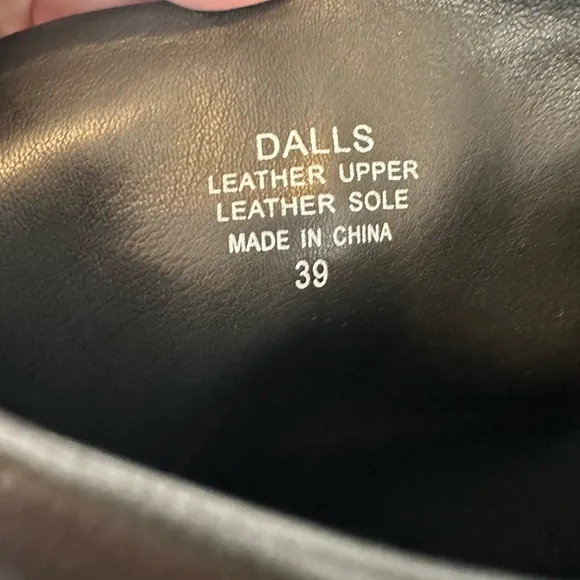 DALLS
LEATHER UPPER
LEATHER SOLE
MADE IN CHINA
39